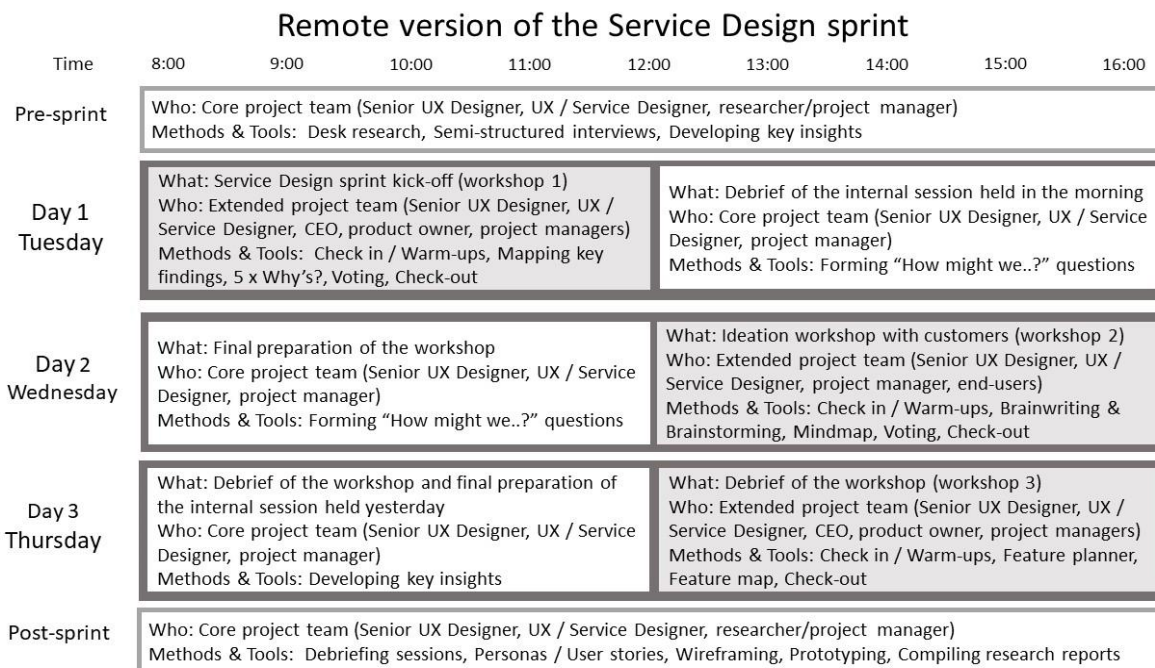 Remote version of the Service Design sprint
Time 8:00 9:00 10:00 11:00 12:00 13:00 14:00 15:00 16:00
Pre-sprint
Who: Core project team (Senior UX Designer, UX / Service Designer, researcher/project manager)
Methods & Tools: Desk research, Semi-structured interviews, Developing key insights
Day 1
Tuesday
What: Service Design sprint kick-off (workshop 1)
Who: Extended project team (Senior UX Designer, UX /
Service Designer, CEO, product owner, project managers)
Methods & Tools: Check in / Warm-ups, Mapping key
findings, 5 x Why's?, Voting, Check-out
What: Debrief of the internal session held in the morning
Who: Core project team (Senior UX Designer, UX / Service
Designer, project manager)
Methods & Tools: Forming “How might we..?” questions
Day 2
Wednesday
What: Final preparation of the workshop
Who: Core project team (Senior UX Designer, UX / Service
Designer, project manager)
Methods & Tools: Forming “How might we..?” questions
What: Ideation workshop with customers (workshop 2)
Who: Extended project team (Senior UX Designer, UX /
Service Designer, project manager, end-users)
Methods & Tools: Check in / Warm-ups, Brainwriting &
Brainstorming, Mindmap, Voting, Check-out
Day 3
Thursday
What: Debrief of the workshop and final preparation of
the internal session held yesterday
Who: Core project team (Senior UX Designer, UX / Service
Designer, project manager)
Methods & Tools: Developing key insights
What: Debrief of the workshop (workshop 3)
Who: Extended project team (Senior UX Designer, UX /
Service Designer, CEO, product owner, project managers)
Methods & Tools: Check in / Warm-ups, Feature planner,
Feature map, Check-out
Post-sprint
Who: Core project team (Senior UX Designer, UX / Service Designer, researcher/project manager)
Methods & Tools: Debriefing sessions, Personas / User stories, Wireframing, Prototyping, Compiling research reports